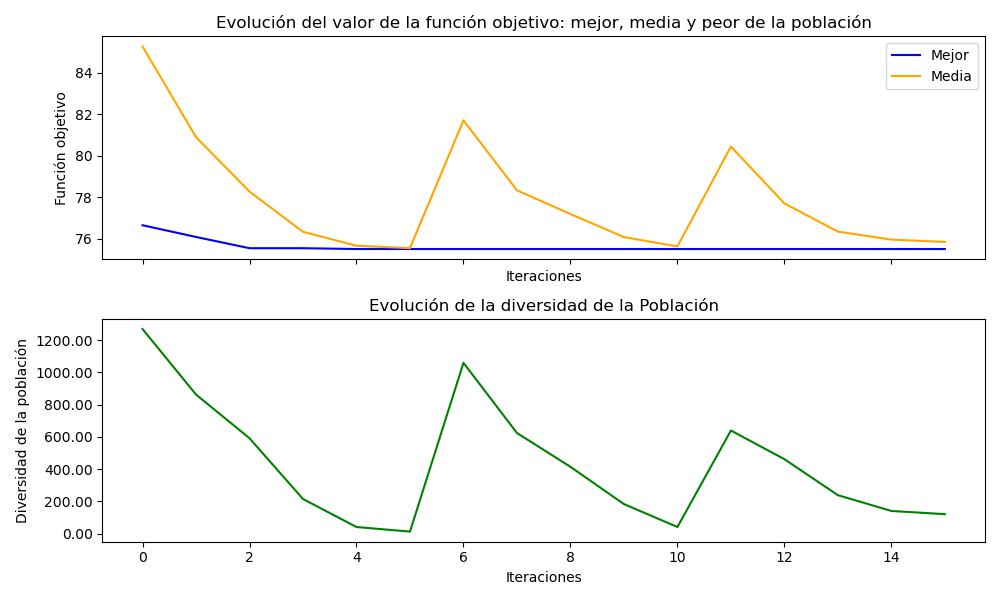 Evolución del valor de la función objetivo: mejor, media y peor de la población
Función objetivo
84
82
80
78
76
Mejor
Media
Iteraciones
Evolución de la diversidad de la Población
Diversidad de la población
1200.00
1000.00
800.00
600.00
400.00
200.00
0.00
0 2 4 6 8 10 12 14
Iteraciones